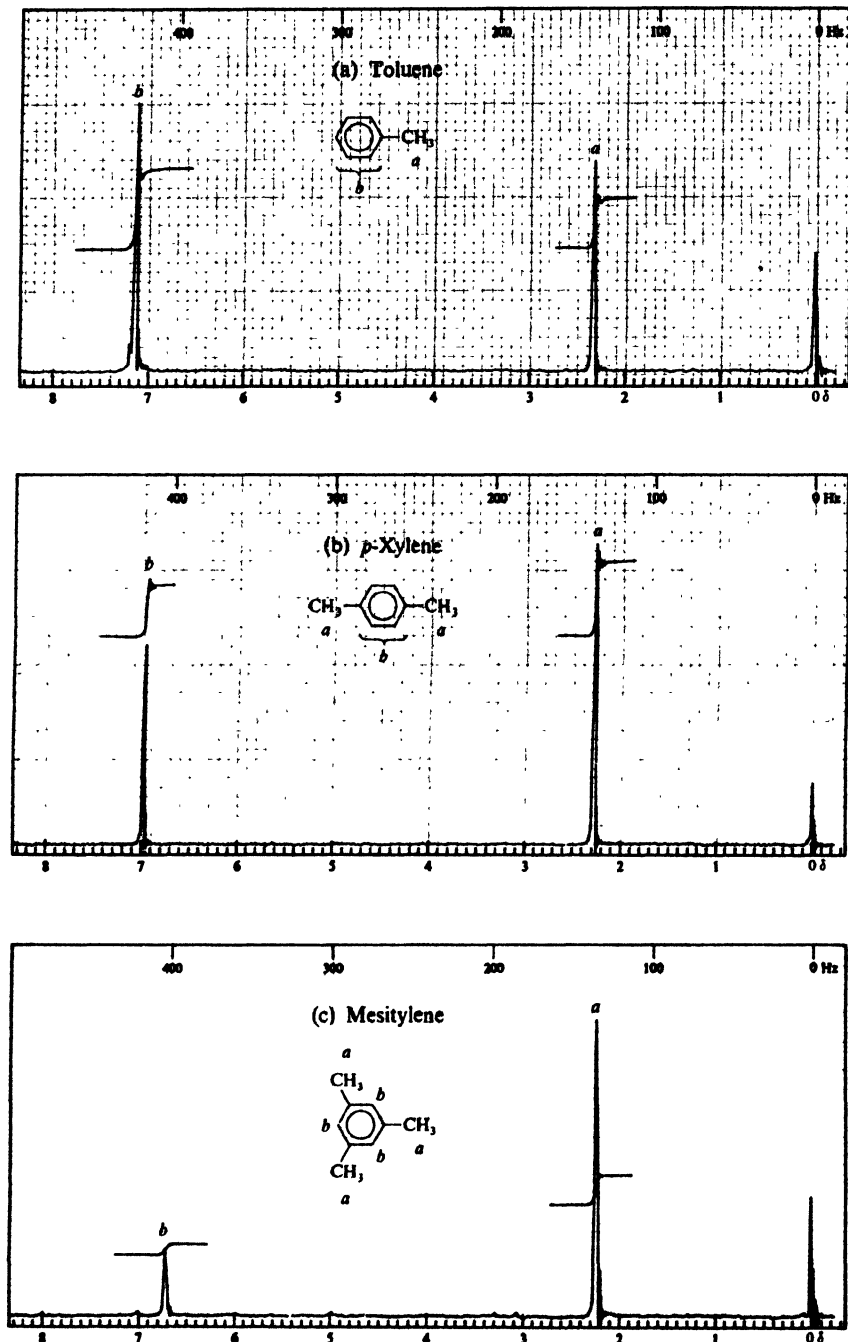 400 300 200 100 0 Hz
(a) Toluene
b
a
CH3
a
b
8 7 6 5 4 3 2 1 0 δ
400 300 200 100 0 Hz
a
(b) p-Xylene
b
CH3 CH3
a a
b
8 7 6 5 4 3 2 1 0 δ
400 300 200 100 0 Hz
(c) Mesitylene
a
a
CH3 b
b CH3
b a
CH3
a
b
8 7 6 5 4 3 2 1 0 δ